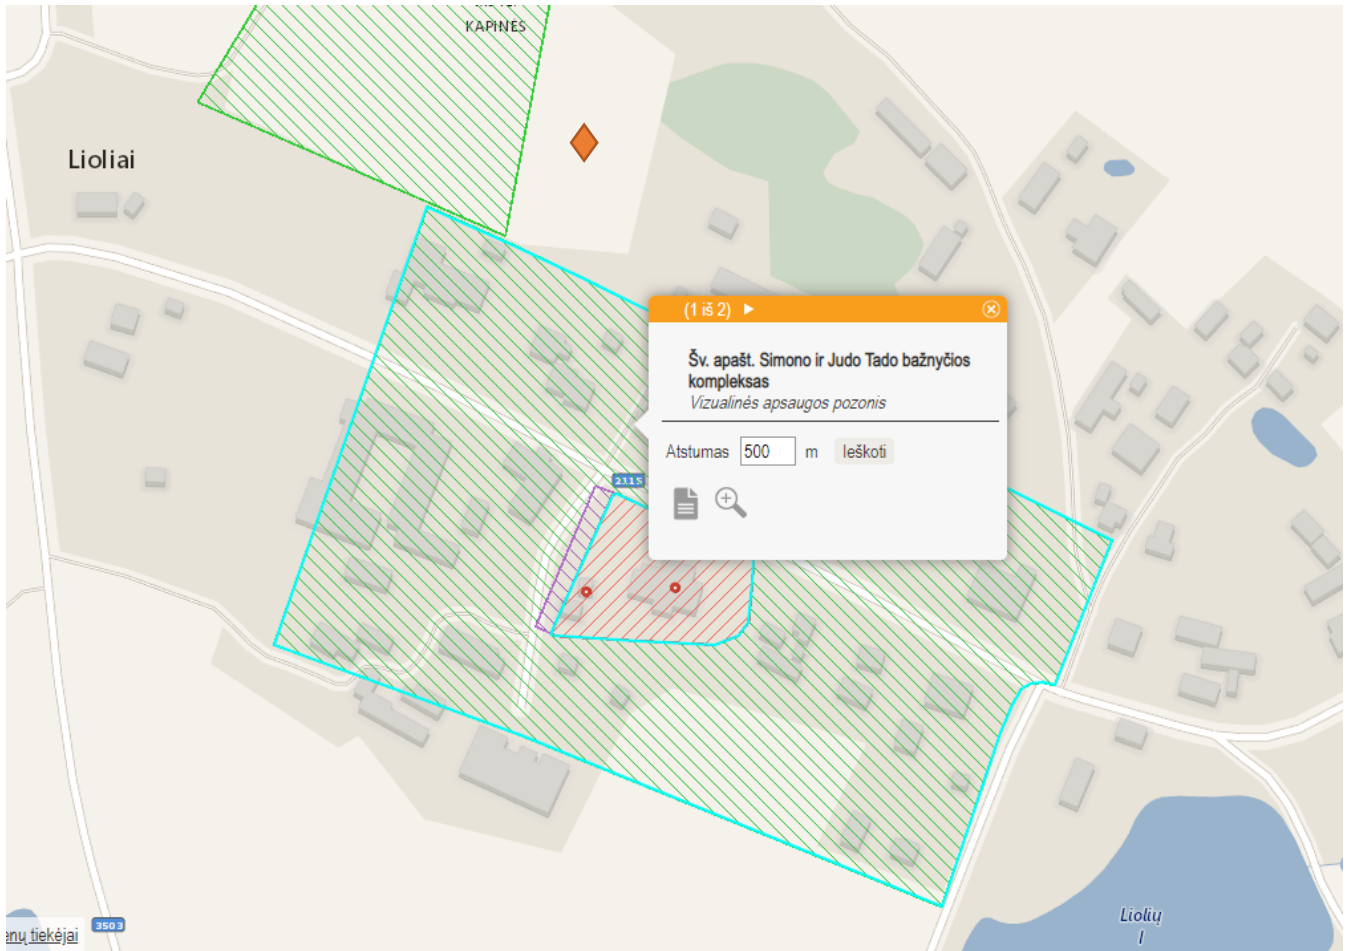 KAPINĖS
Lioliai
(1 iš 2)
Šv. apašt. Simono ir Judo Tado bažnyčios
kompleksas
Vizualinės apsaugos pozonis
Atstumas 500 m Ieškoti
2115
Liolių
I
3503
enų tiekėjai